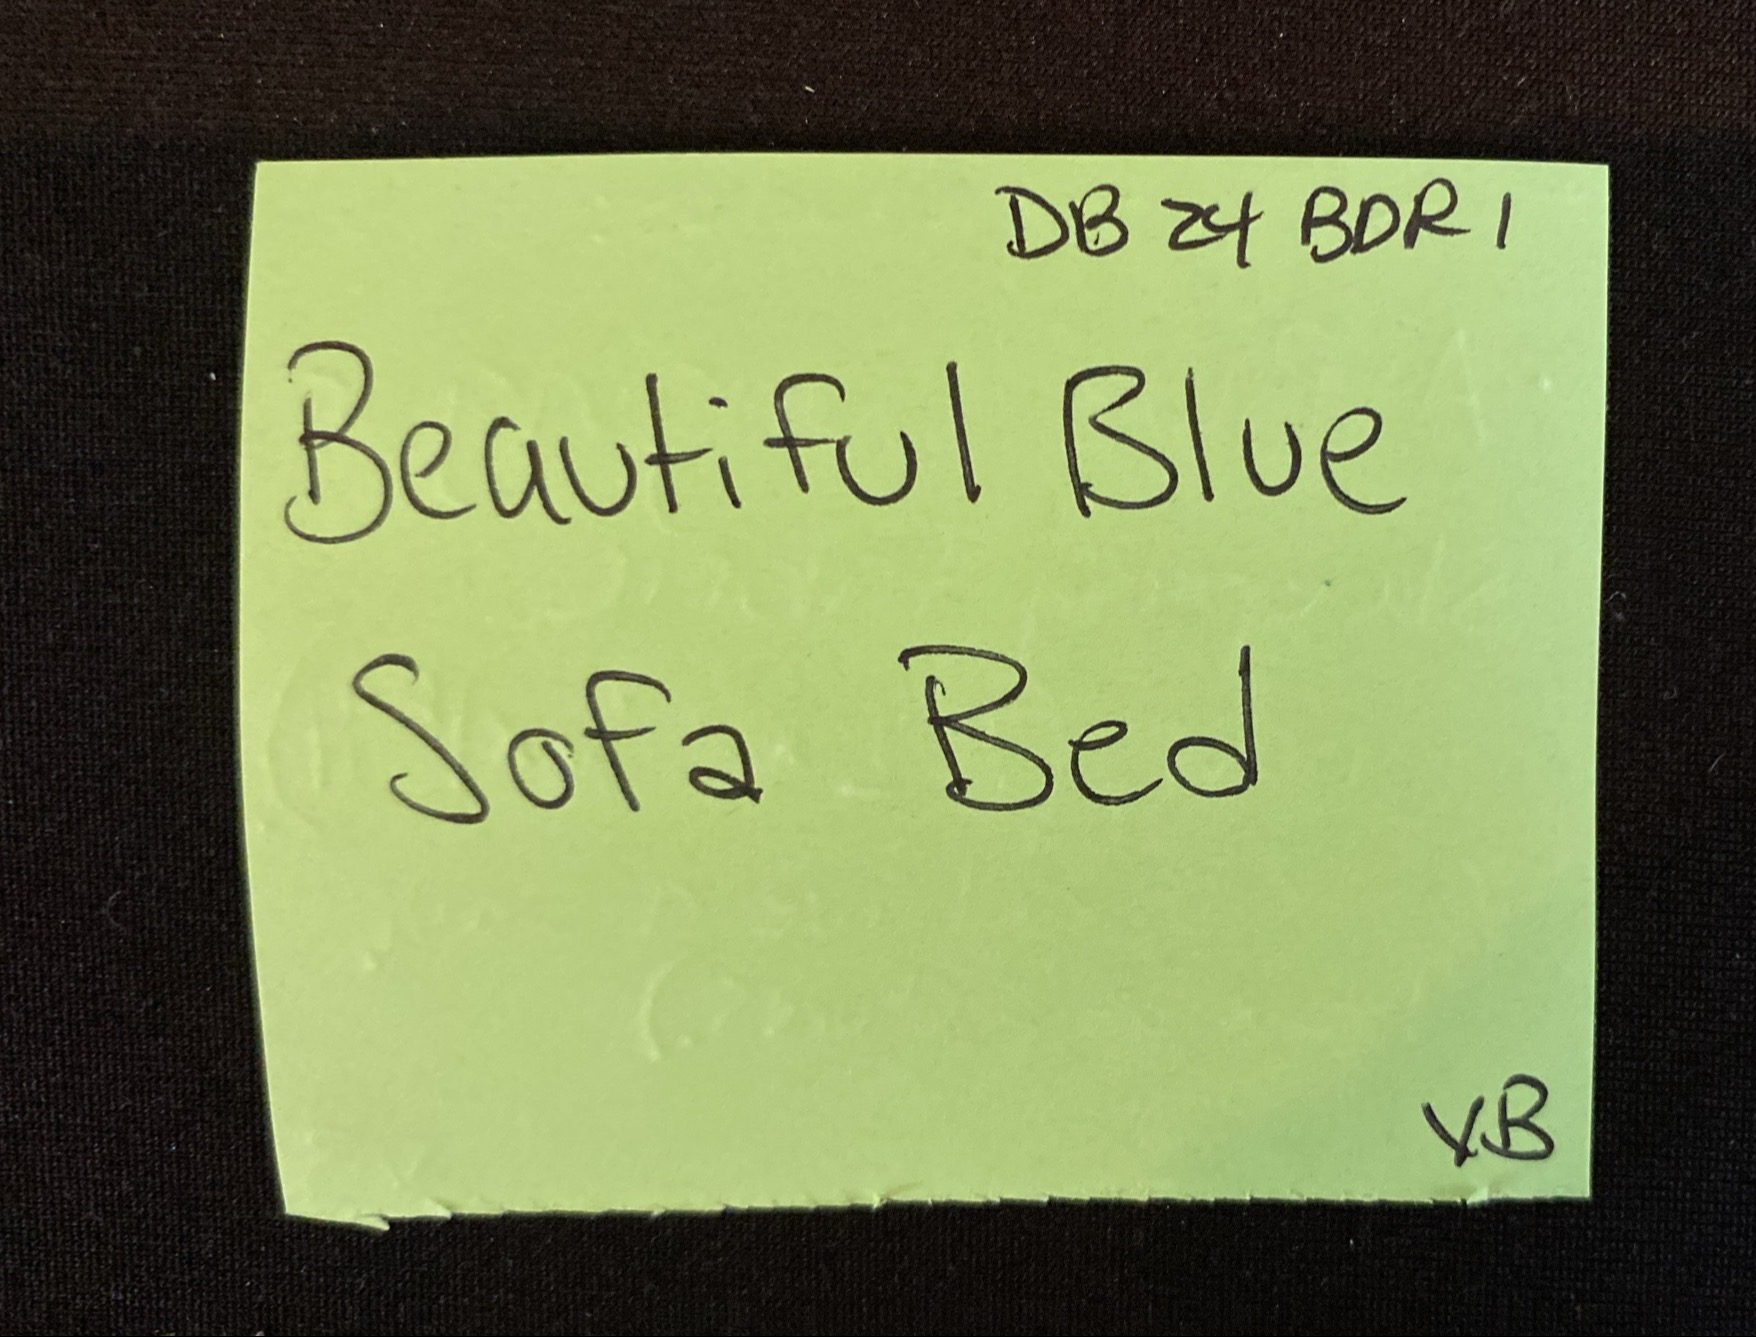 DB 24 BDR 1
Beautiful Blue
Sofa Bed
YB